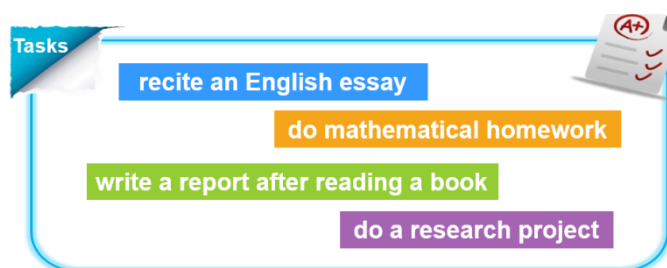 Tasks
A+
recite an English essay
do mathematical homework
write a report after reading a book
do a research project